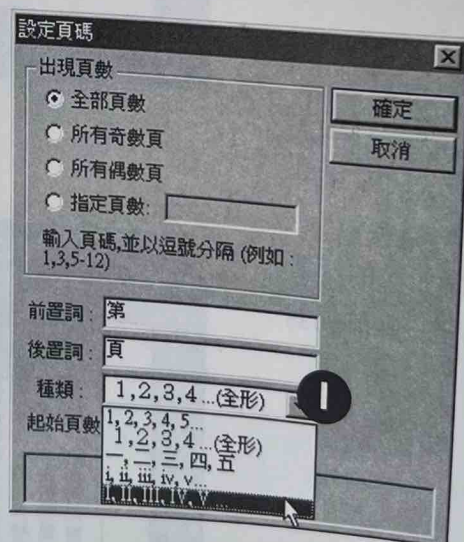 設定頁碼
出現頁數
全部頁數
所有奇數頁
所有偶數頁
指定頁數:
輸入頁碼,並以逗號分隔 (例如:
1,3,5-12)
確定
取消
前置詞: 第
後置詞: 頁
種類: 1,2,3,4...(全形)
1
起始頁數
1,2,3,4,5...
1,2,3,4...(全形)
一,二,三,四,五
i,ii,iii,iv,v...
I,II,III,IV,V...